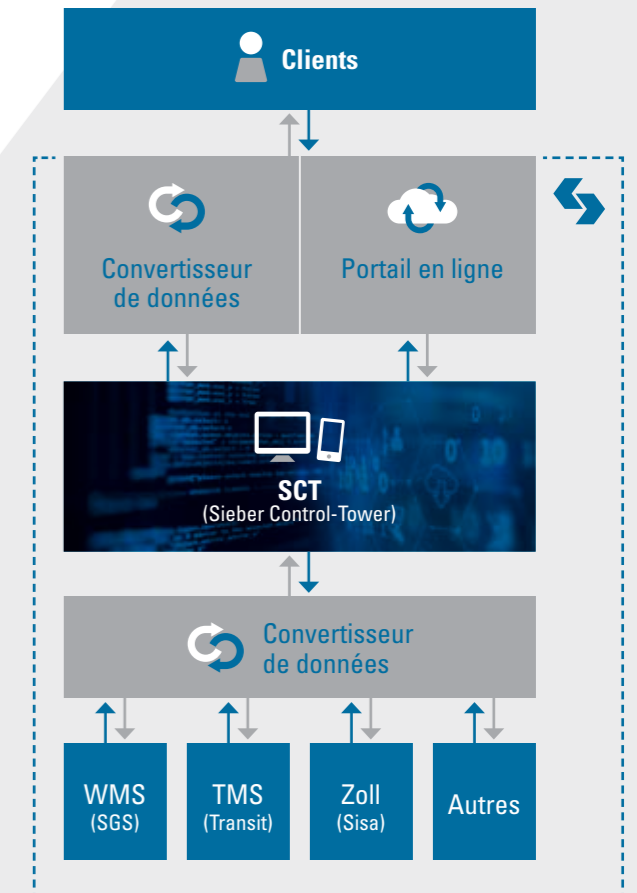 Clients
Convertisseur
de données
Portail en ligne
SCT
(Sieber Control-Tower)
Convertisseur
de données
WMS
(SGS)
TMS
(Transit)
Zoll
(Sisa)
Autres